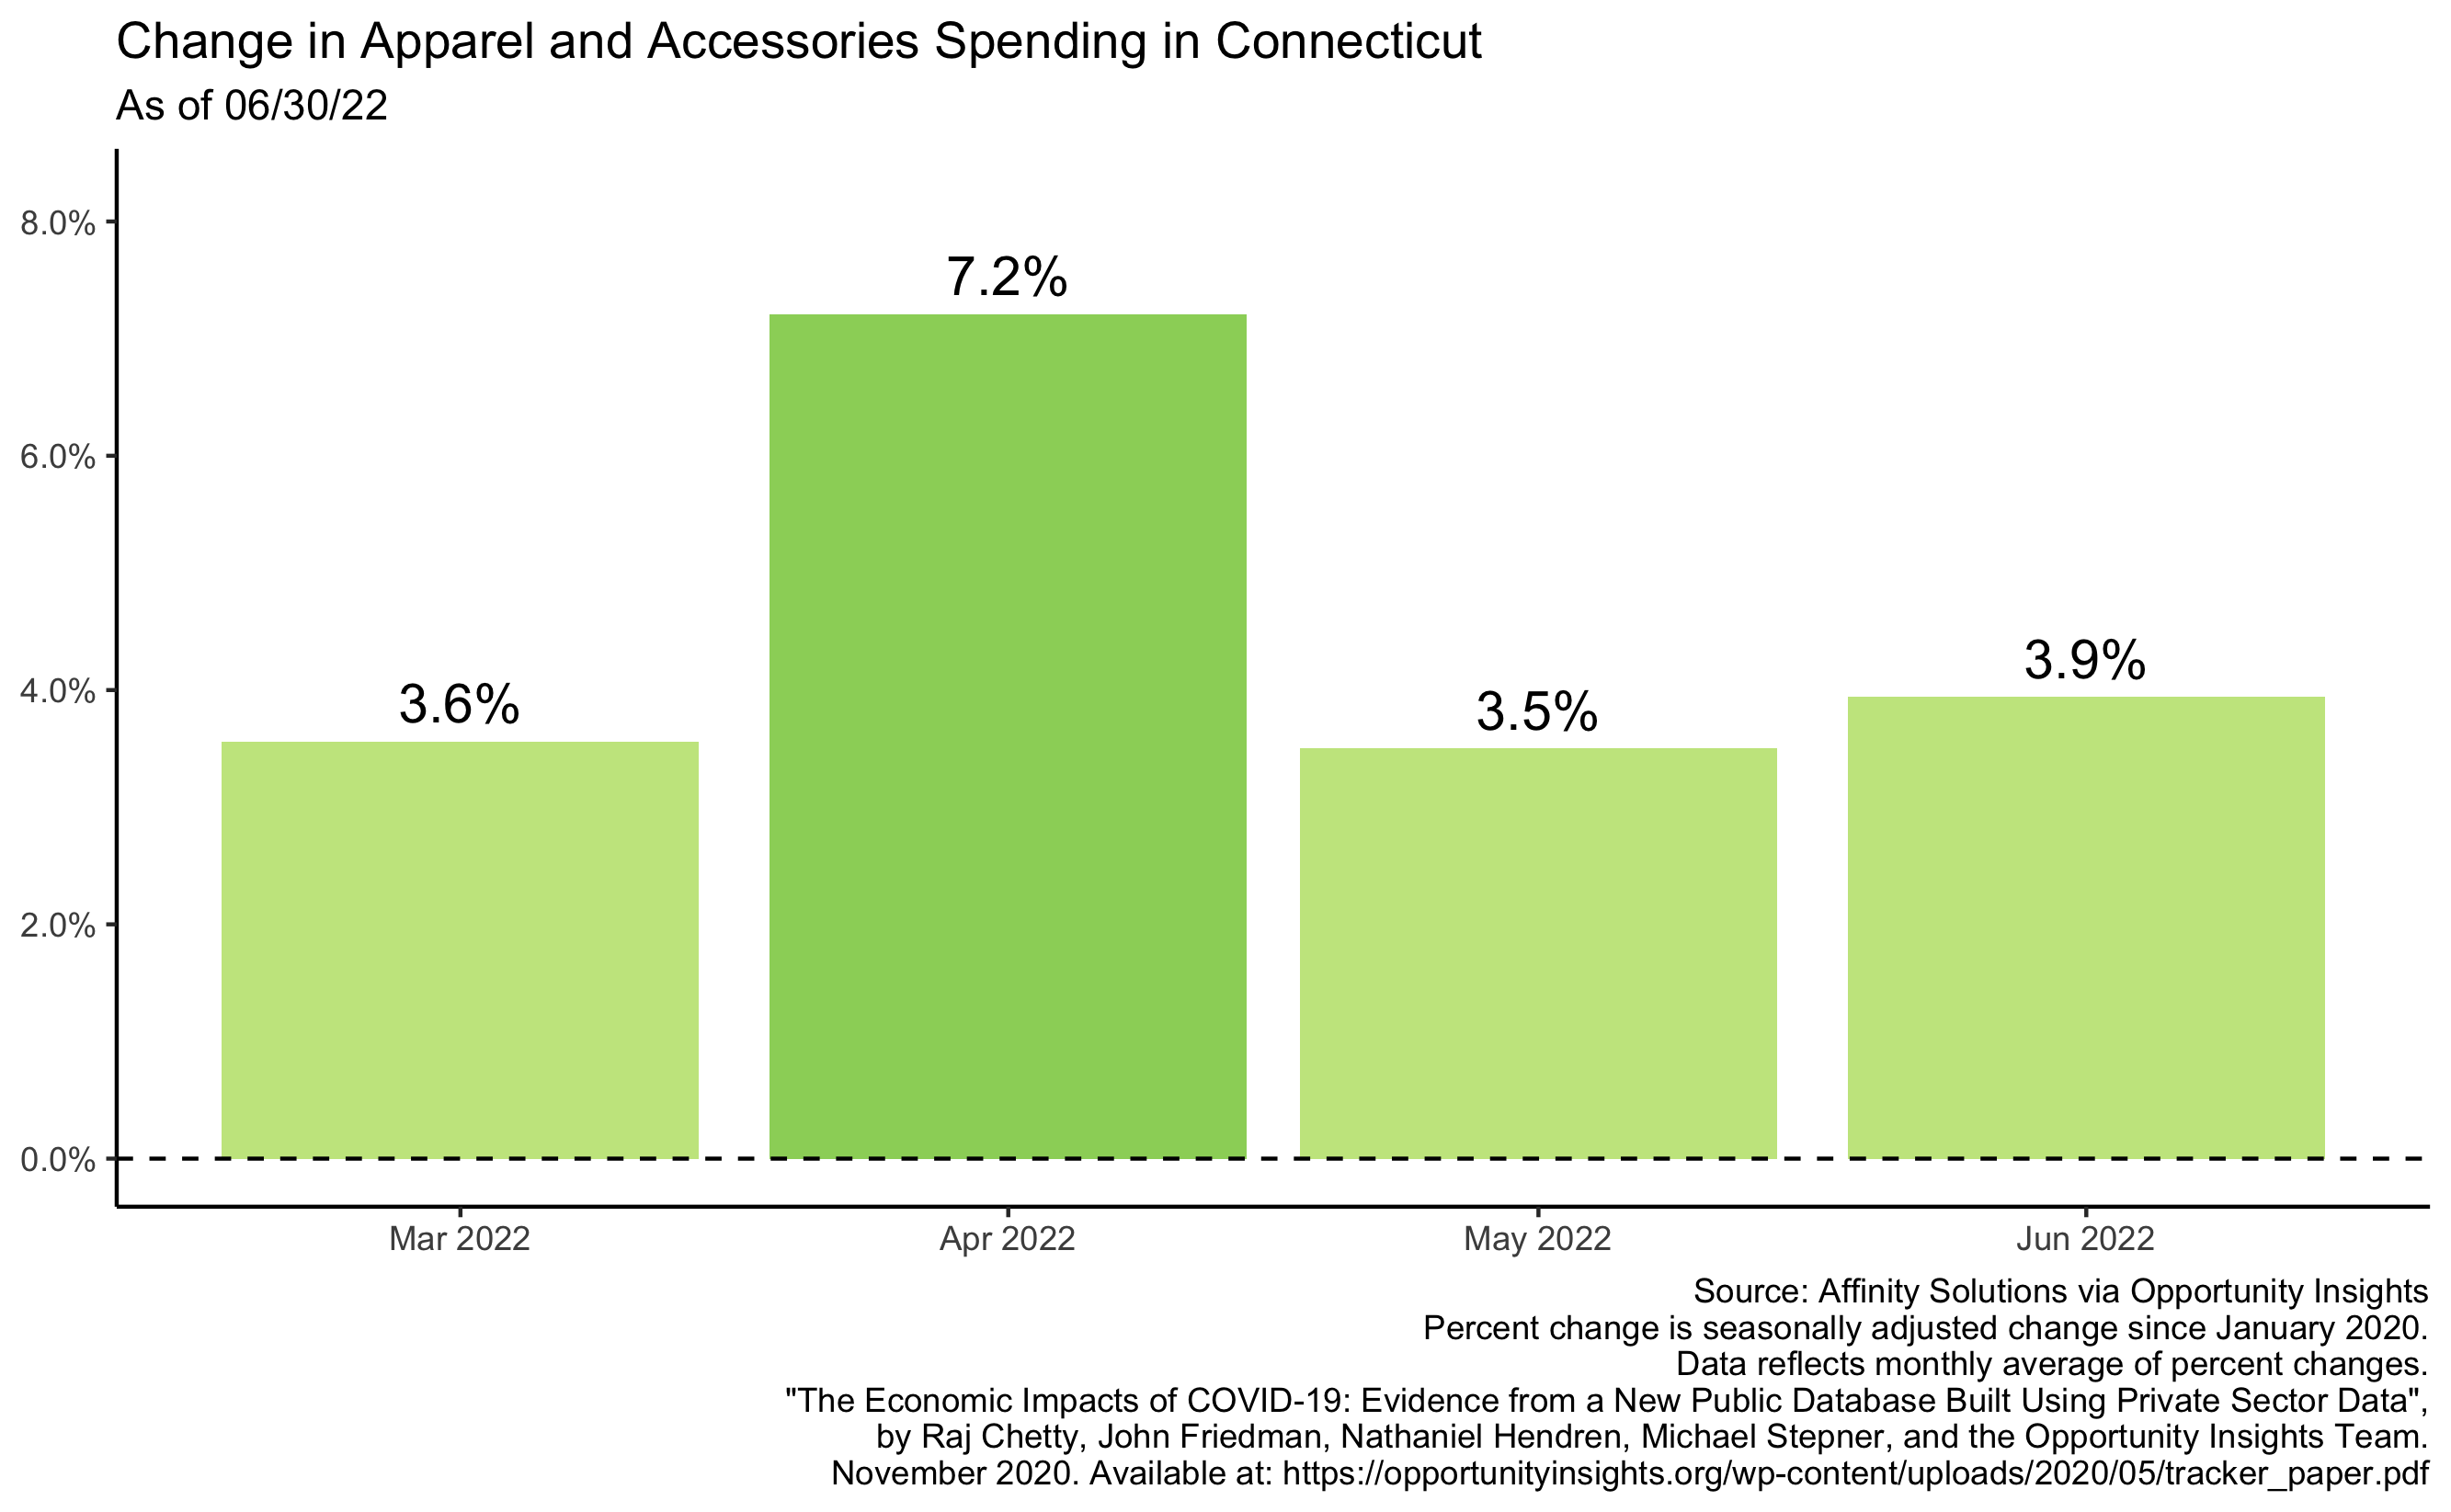 Change in Apparel and Accessories Spending in Connecticut
As of 06/30/22
8.0%
6.0%
4.0%
2.0%
0.0%
3.6%
7.2%
3.5%
3.9%
Mar 2022
Apr 2022
May 2022
Jun 2022
Source: Affinity Solutions via Opportunity Insights
Percent change is seasonally adjusted change since January 2020.
Data reflects monthly average of percent changes.
"The Economic Impacts of COVID-19: Evidence from a New Public Database Built Using Private Sector Data",
by Raj Chetty, John Friedman, Nathaniel Hendren, Michael Stepner, and the Opportunity Insights Team.
November 2020. Available at: https://opportunityinsights.org/wp-content/uploads/2020/05/tracker_paper.pdf